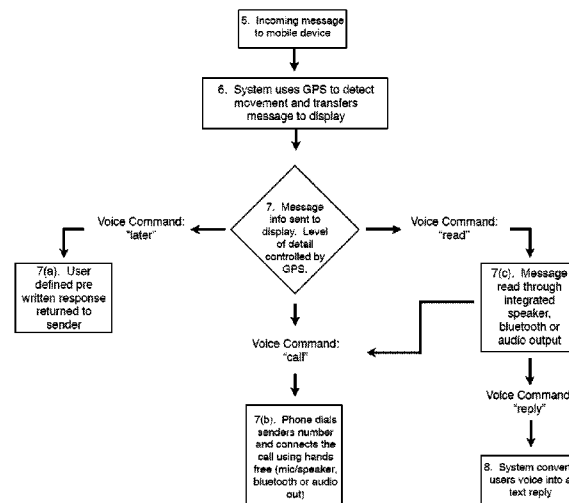 5. Incoming message
to mobile device
6. System uses GPS to detect
movement and transfers
message to display
7. Message
info sent to
display. Level
of detail
controlled by
GPS.
Voice Command:
"later"
Voice Command:
"read"
7(a). User
defined pre
written response
returned to
sender
7(c). Message
read through
integrated
speaker,
bluetooth or
audio output
Voice Command:
"call"
Voice Command
"reply"
7(b). Phone dials
senders number
and connects the
call using hands
free (mic/speaker,
bluetooth or audio
out)
8. System convert
users voice into a
text reply